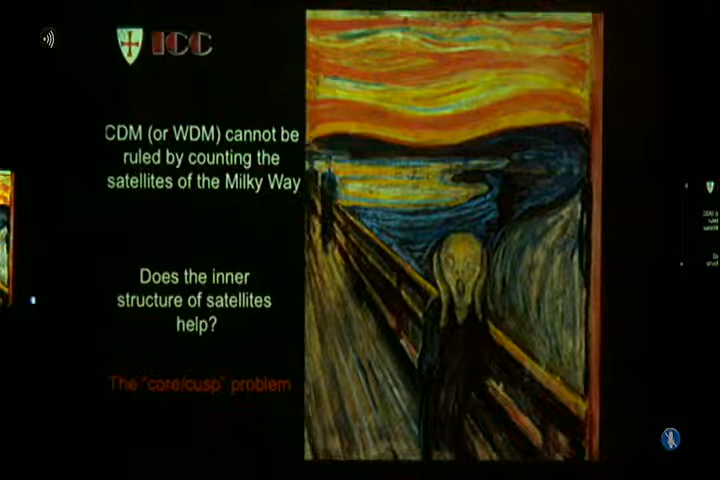 ICC
CDM (or WDM) cannot be
ruled by counting the
satellites of the Milky Way
Does the inner
structure of satellites
help?
The "core/cusp" problem